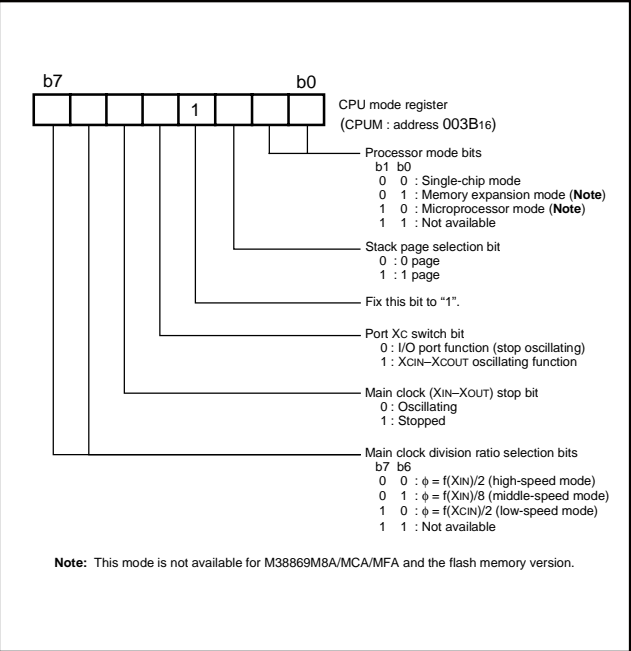 b7 b0
1
CPU mode register
(CPUM : address 003B16)
Processor mode bits
b1 b0
0 0 : Single-chip mode
0 1 : Memory expansion mode (Note)
1 0 : Microprocessor mode (Note)
1 1 : Not available
Stack page selection bit
0 : 0 page
1 : 1 page
Fix this bit to “1”.
Port XC switch bit
0 : I/O port function (stop oscillating)
1 : XCIN–XCOUT oscillating function
Main clock (XIN–XOUT) stop bit
0 : Oscillating
1 : Stopped
Main clock division ratio selection bits
b7 b6
0 0 : φ = f(XIN)/2 (high-speed mode)
0 1 : φ = f(XIN)/8 (middle-speed mode)
1 0 : φ = f(XCIN)/2 (low-speed mode)
1 1 : Not available
Note: This mode is not available for M38869M8A/MCA/MFA and the flash memory version.